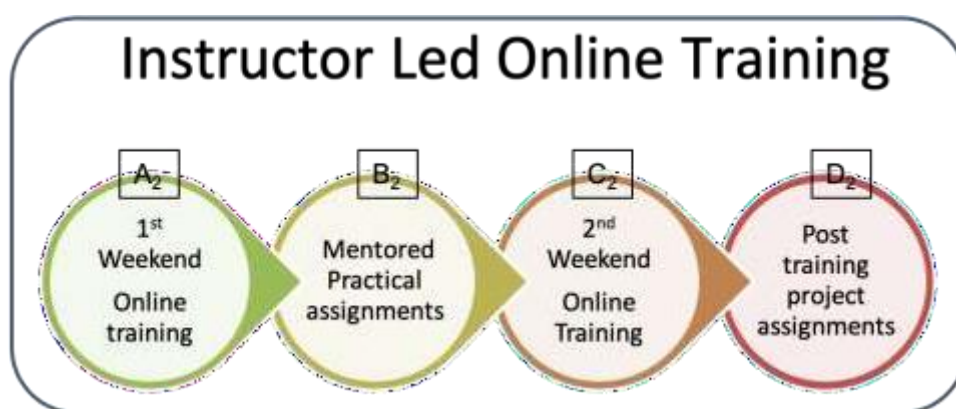 Instructor Led Online Training
A₂
1st
Weekend
Online
training
B₂
Mentored
Practical
assignments
C₂
2nd
Weekend
Online
Training
D₂
Post
training
project
assignments